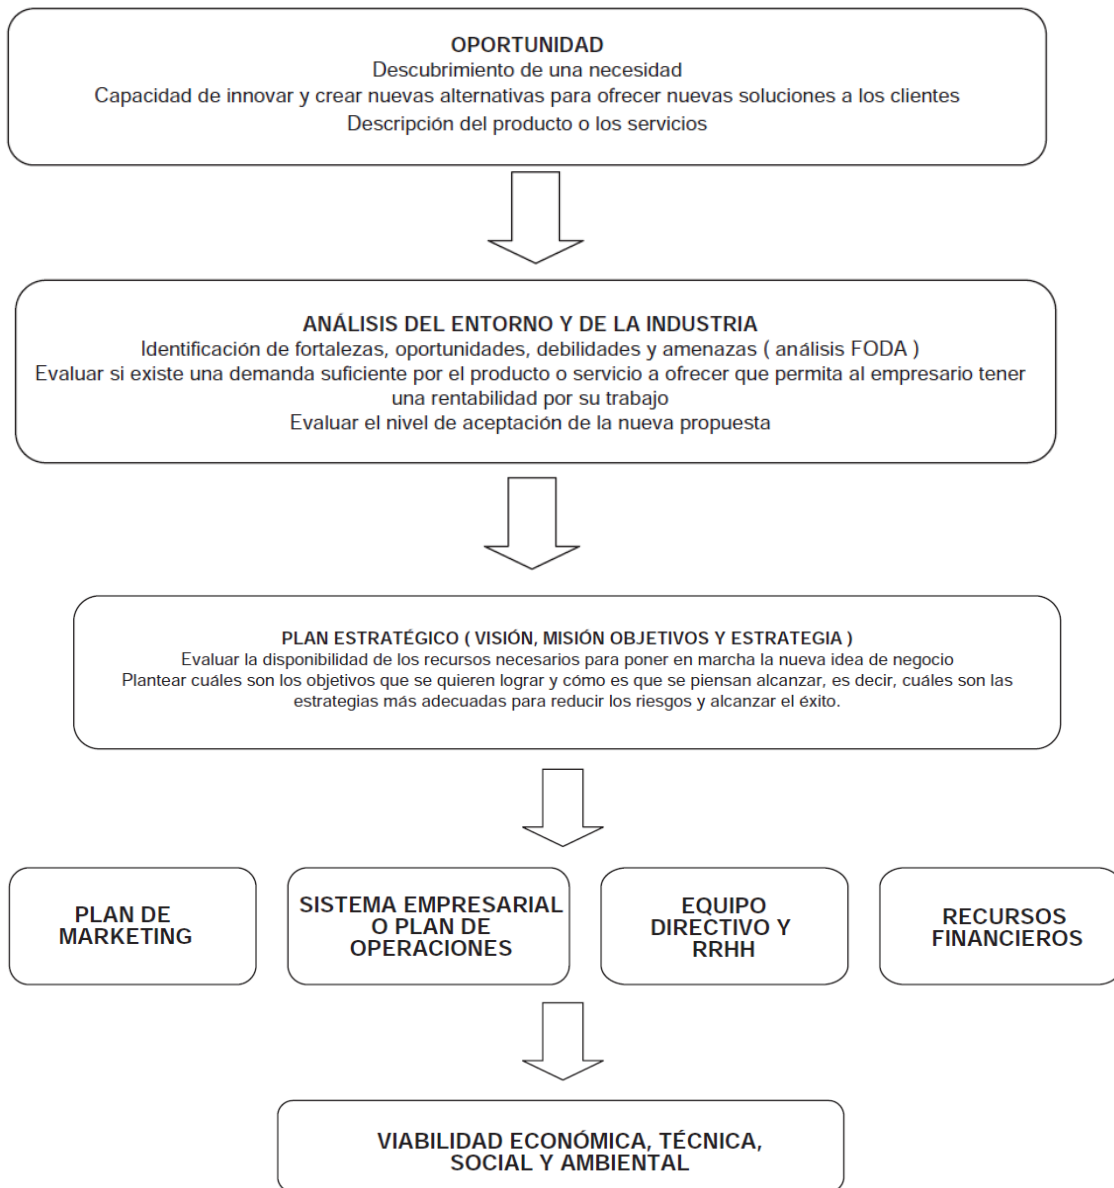 OPORTUNIDAD
Descubrimiento de una necesidad
Capacidad de innovar y crear nuevas alternativas para ofrecer nuevas soluciones a los clientes
Descripción del producto o los servicios
ANÁLISIS DEL ENTORNO Y DE LA INDUSTRIA
Identificación de fortalezas, oportunidades, debilidades y amenazas ( análisis FODA )
Evaluar si existe una demanda suficiente por el producto o servicio a ofrecer que permita al empresario tener
una rentabilidad por su trabajo
Evaluar el nivel de aceptación de la nueva propuesta
PLAN ESTRATÉGICO ( VISIÓN, MISIÓN OBJETIVOS Y ESTRATEGIA )
Evaluar la disponibilidad de los recursos necesarios para poner en marcha la nueva idea de negocio
Plantear cuáles son los objetivos que se quieren lograr y cómo es que se piensan alcanzar, es decir, cuáles son las
estrategias más adecuadas para reducir los riesgos y alcanzar el éxito.
PLAN DE
MARKETING
SISTEMA EMPRESARIAL
O PLAN DE
OPERACIONES
EQUIPO
DIRECTIVO Y
RRHH
RECURSOS
FINANCIEROS
VIABILIDAD ECONÓMICA, TÉCNICA,
SOCIAL Y AMBIENTAL